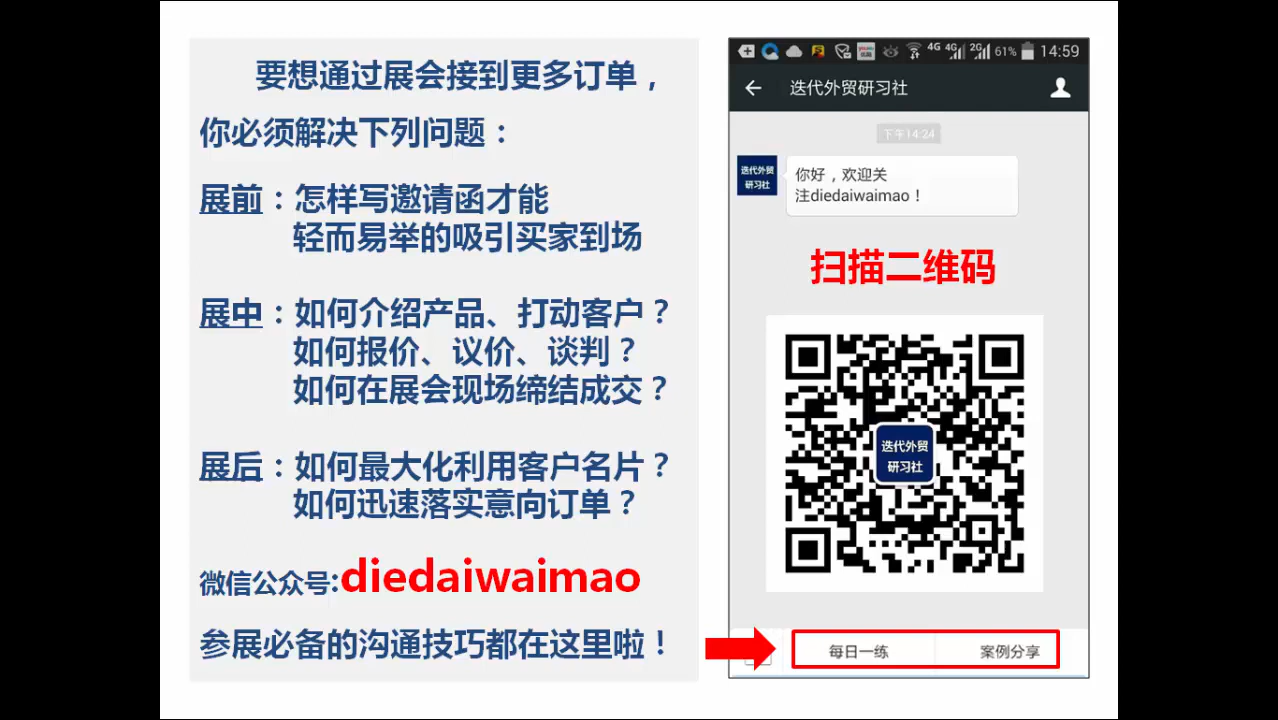 要想通过展会接到更多订单，
你必须解决下列问题：
展前：怎样写邀请函才能
轻而易举的吸引买家到场
展中：如何介绍产品、打动客户？
如何报价、议价、谈判？
如何在展会现场缔结成交？
展后：如何最大化利用客户名片？
如何迅速落实意向订单？
微信公众号:diedaiwaimao
参展必备的沟通技巧都在这里啦！
4G 4G 2G 61% 14:59
迭代外贸研习社
下午14:24
迭代外贸
研习社
你好，欢迎关
注diedaiwaimao！
扫描二维码
迭代外贸
研习社
每日一练 案例分享